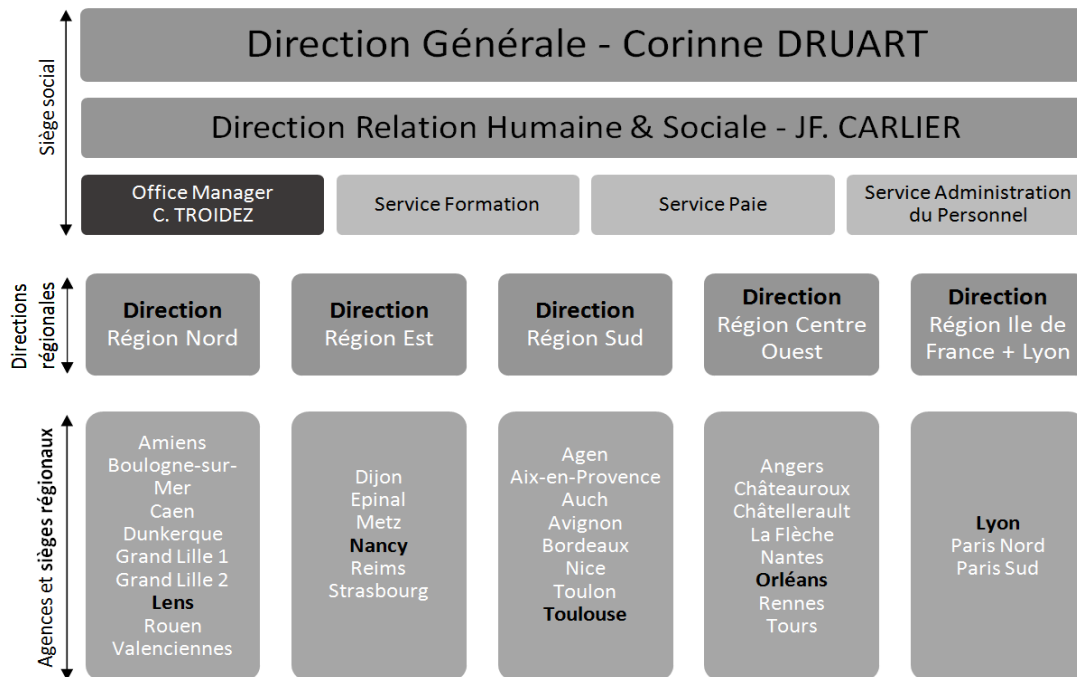 Siège social
Direction Générale - Corinne DRUART
Direction Relation Humaine & Sociale - JF. CARLIER
Office Manager
C. TROIDEZ
Service Formation
Service Paie
Service Administration
du Personnel
Directions
régionales
Direction
Région Nord
Direction
Région Est
Direction
Région Sud
Direction
Région Centre
Ouest
Direction
Région Ile de
France + Lyon
Agences et sièges régionaux
Amiens
Boulogne-sur-
Mer
Caen
Dunkerque
Grand Lille 1
Grand Lille 2
Lens
Rouen
Valenciennes
Dijon
Epinal
Metz
Nancy
Reims
Strasbourg
Agen
Aix-en-Provence
Auch
Avignon
Bordeaux
Nice
Toulon
Toulouse
Angers
Châteauroux
Châtellerault
La Flèche
Nantes
Orléans
Rennes
Tours
Lyon
Paris Nord
Paris Sud